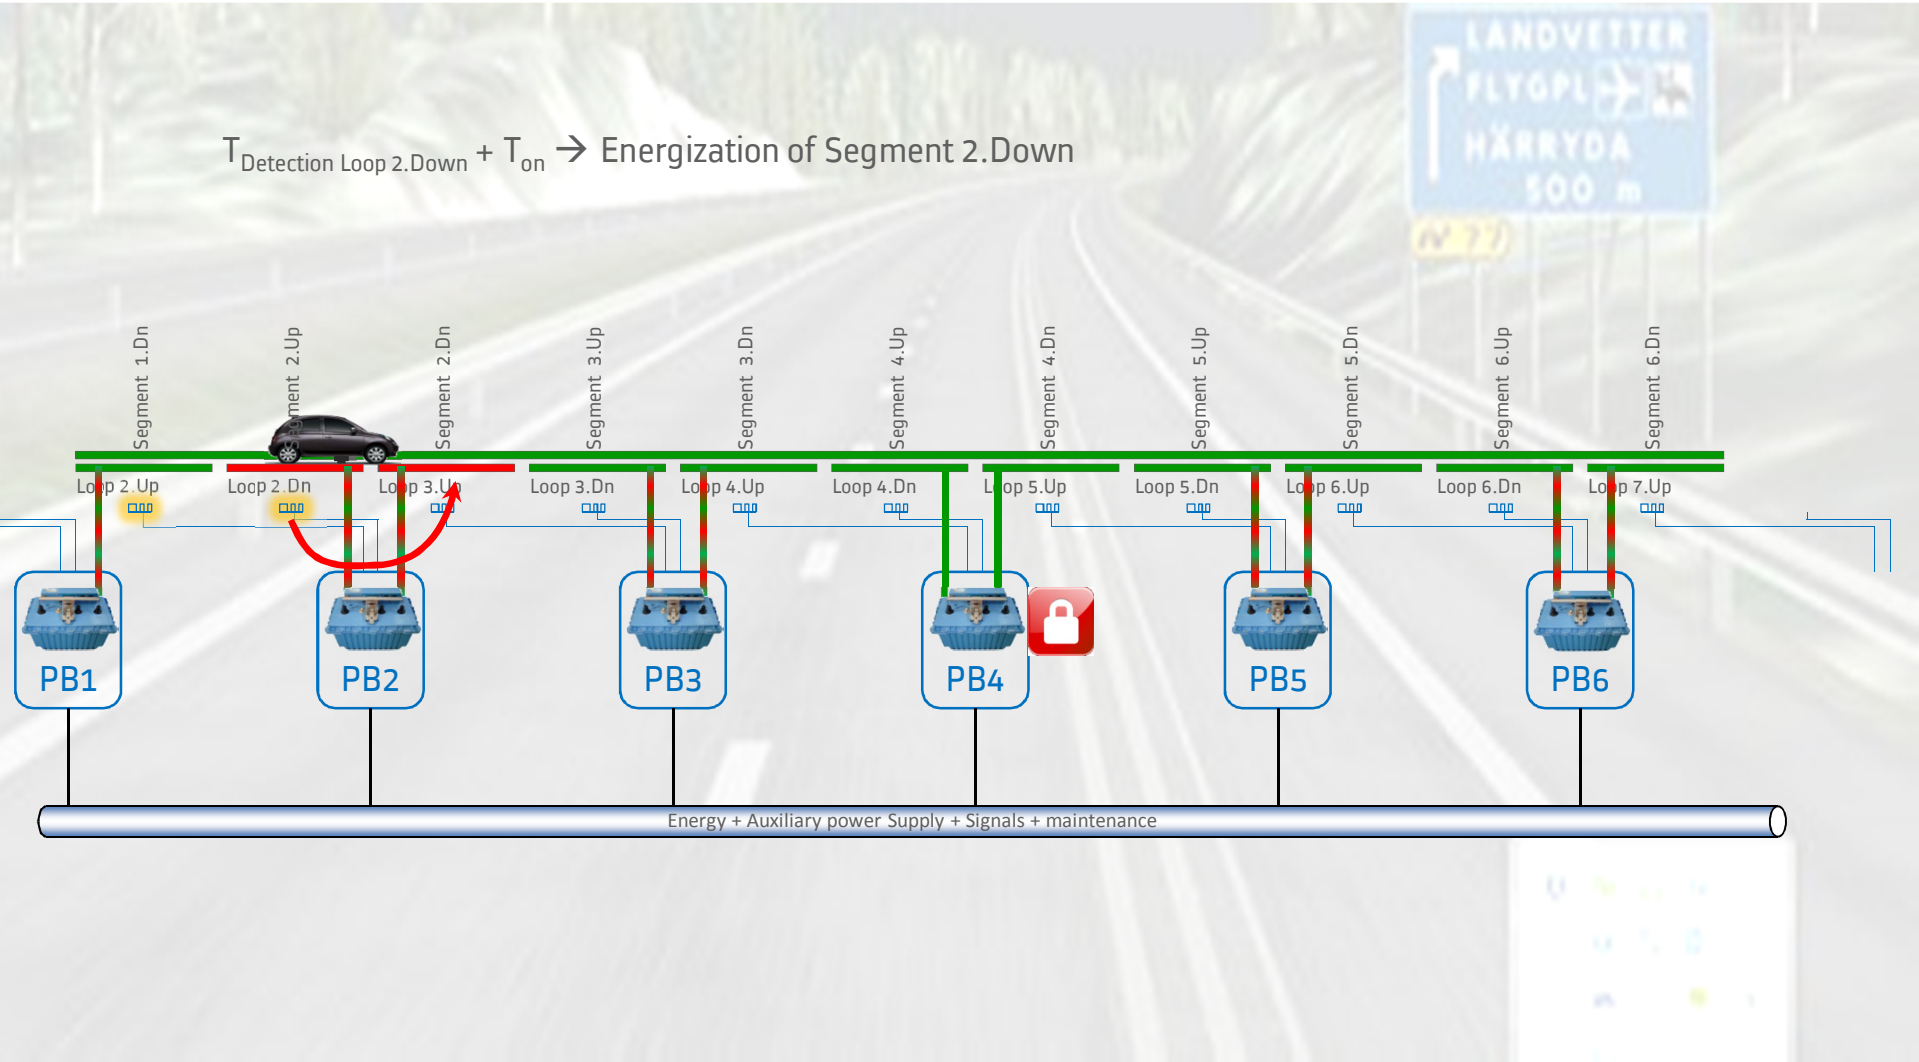 LANDVETTER
FLYGPL
HÄRRYDA
500 m
T Detection Loop 2.Down + T on → Energization of Segment 2.Down
Segment 1.Dn
Segment 2.Up
Segment 2.Dn
Segment 3.Up
Segment 3.Dn
Segment 4.Up
Segment 4.Dn
Segment 5.Up
Segment 5.Dn
Segment 6.Up
Segment 6.Dn
Loop 2.Up
Loop 2.Dn
Loop 3.Up
Loop 3.Dn
Loop 4.Up
Loop 4.Dn
Loop 5.Up
Loop 5.Dn
Loop 6.Up
Loop 6.Dn
Loop 7.Up
PB1
PB2
PB3
PB4
PB5
PB6
Energy + Auxiliary power Supply + Signals + maintenance